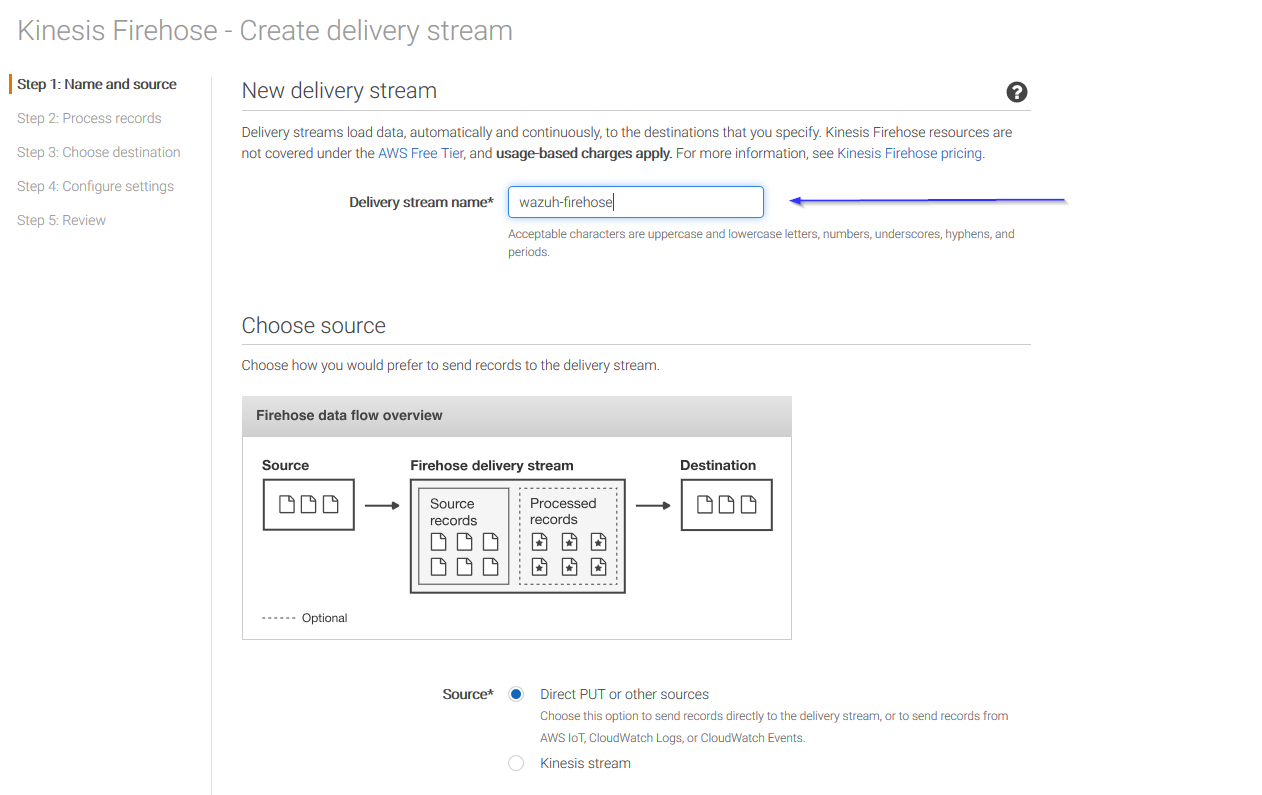 Kinesis Firehose - Create delivery stream
Step 1: Name and source
Step 2: Process records
Step 3: Choose destination
Step 4: Configure settings
Step 5: Review
New delivery stream
?
Delivery streams load data, automatically and continuously, to the destinations that you specify. Kinesis Firehose resources are
not covered under the AWS Free Tier, and usage-based charges apply. For more information, see Kinesis Firehose pricing.
Delivery stream name* wazuh-firehose
Acceptable characters are uppercase and lowercase letters, numbers, underscores, hyphens, and
periods.
Choose source
Choose how you would prefer to send records to the delivery stream.
Firehose data flow overview
Source
Firehose delivery stream
Source
records
Processed
records
Destination
Optional
Source* Direct PUT or other sources
Choose this option to send records directly to the delivery stream, or to send records from
AWS IoT, CloudWatch Logs, or CloudWatch Events.
Kinesis stream